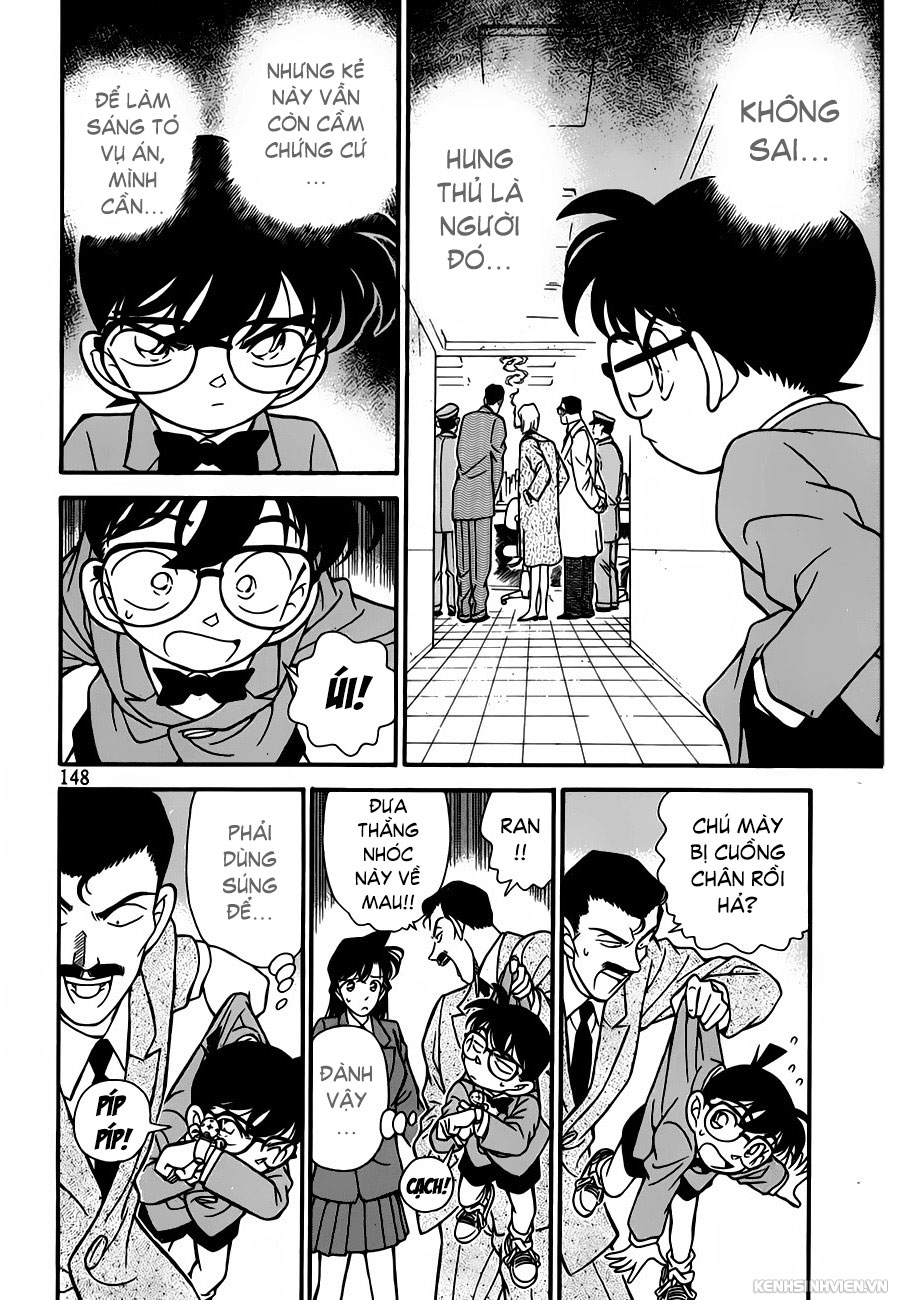 KHÔNG
SAI...
HUNG
THỦ LÀ
NGƯỜI
ĐÓ...
NHƯNG KẺ
NÀY VẪN
CÒN CẦM
CHỨNG CỨ
...
ĐỂ LÀM
SÁNG TỎ
VỤ ÁN,
MÌNH
CẦN...
ÚI!
148
CHÚ MÀY
BỊ CUỒNG
CHÂN RỒI
HẢ?
RAN
!!
ĐƯA
THẰNG
NHÓC
NÀY VỀ
MAU!!
ĐÀNH
VẬY
...
CẠCH!
PHẢI
DÙNG
SÚNG
ĐỂ...
PÍP
PÍP!
KENHSINHVIEN.VN